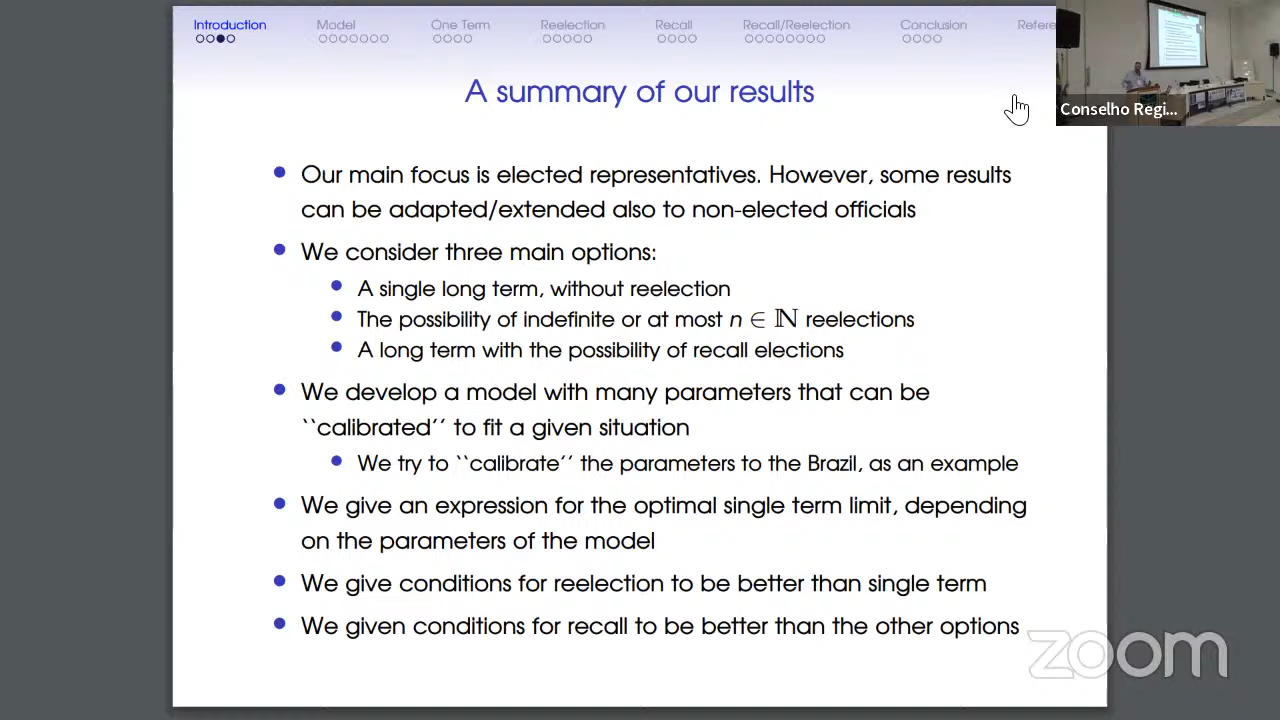 Introduction Model One Term Reelection Recall Recall/Reelection Conclusion Refere
A summary of our results
Conselho Regi...
Our main focus is elected representatives. However, some results
can be adapted/extended also to non-elected officials
We consider three main options:
A single long term, without reelection
The possibility of indefinite or at most n ∈ ℕ reelections
A long term with the possibility of recall elections
We develop a model with many parameters that can be
``calibrated´´ to fit a given situation
We try to ``calibrate´´ the parameters to the Brazil, as an example
We give an expression for the optimal single term limit, depending
on the parameters of the model
We give conditions for reelection to be better than single term
We given conditions for recall to be better than the other options
zoom